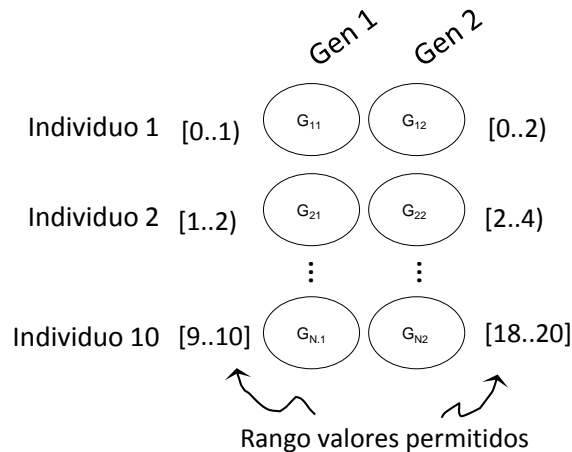 Gen 1 Gen 2
Individuo 1 [0..1) G11 G12 [0..2)
Individuo 2 [1..2) G21 G22 [2..4)
⋮ ⋮
Individuo 10 [9..10] GN.1 GN2 [18..20]
Rango valores permitidos